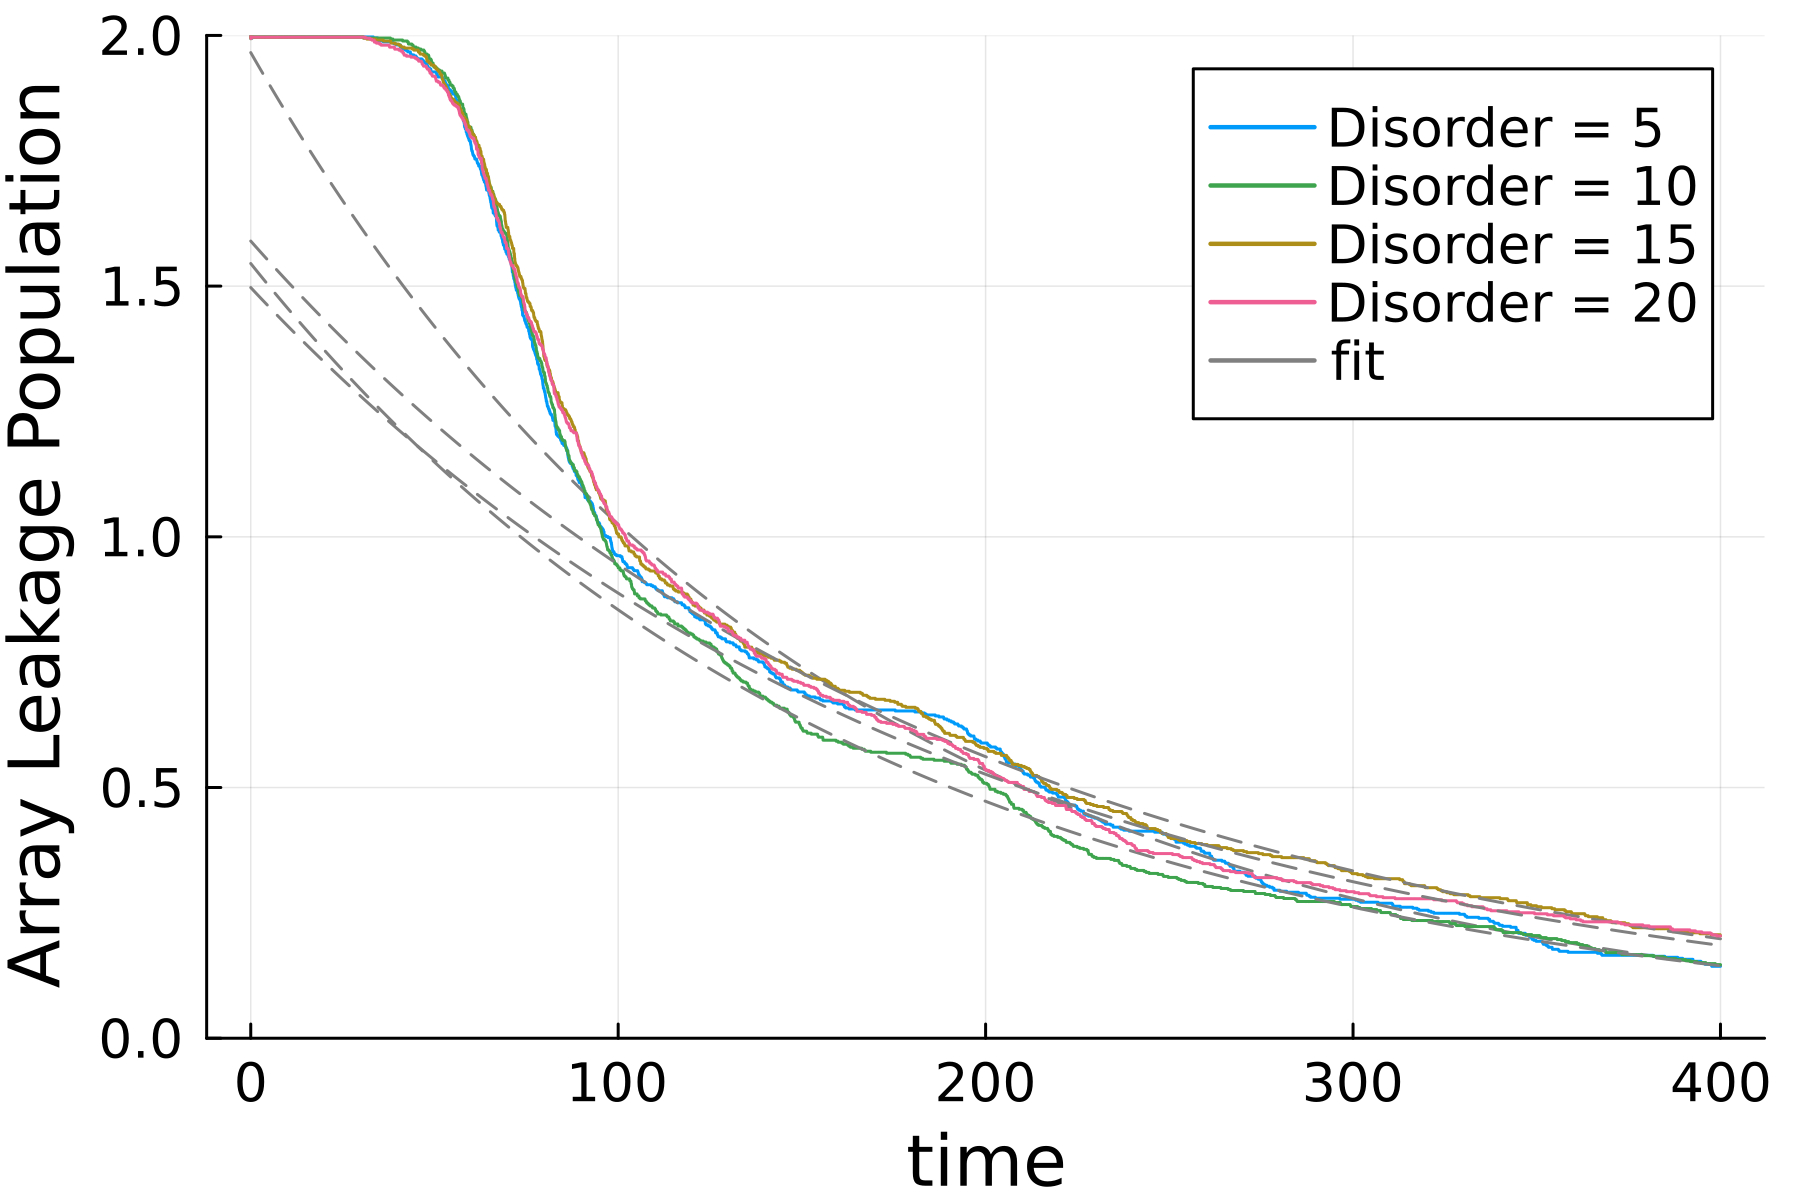 2.0
1.5
1.0
0.5
0.0
Array Leakage Population
Disorder = 5
Disorder = 10
Disorder = 15
Disorder = 20
fit
0 100 200 300 400
time